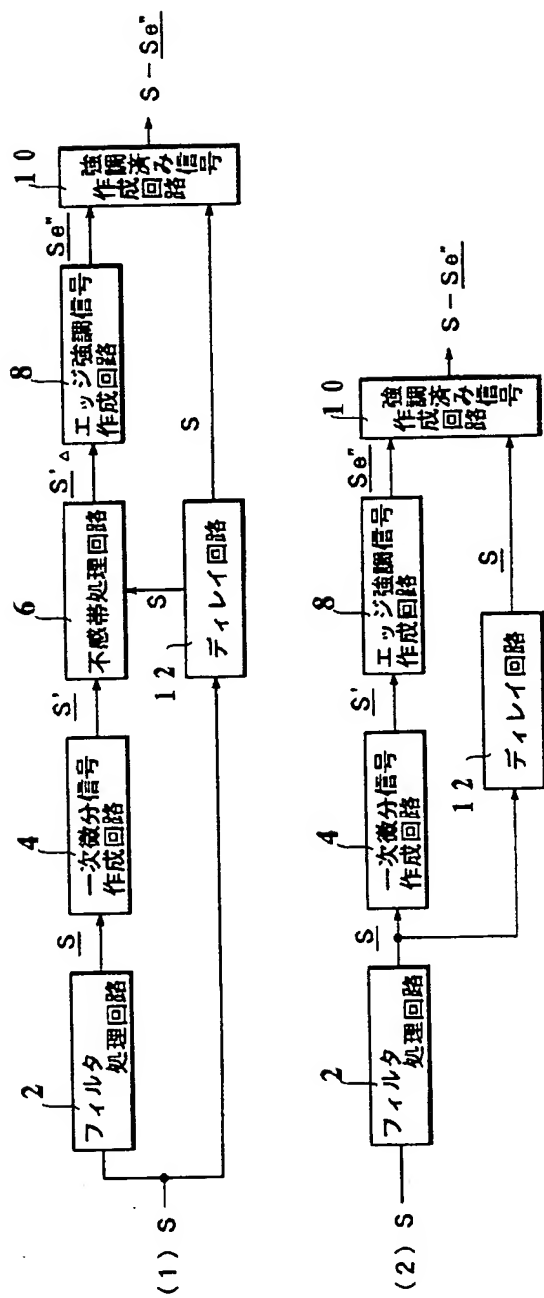 (1) S
2
フィルタ
処理回路
S
4
一次微分信号
作成回路
S'
6
不感帯処理回路
S'△
8
エッジ強調信号
作成回路
Se"
10
強調済み信号
作成回路
S - Se"
12
ディレイ回路
S
S
(2) S
2
フィルタ
処理回路
S
4
一次微分信号
作成回路
S'
8
エッジ強調信号
作成回路
Se"
10
強調済み信号
作成回路
S - Se"
12
ディレイ回路
S